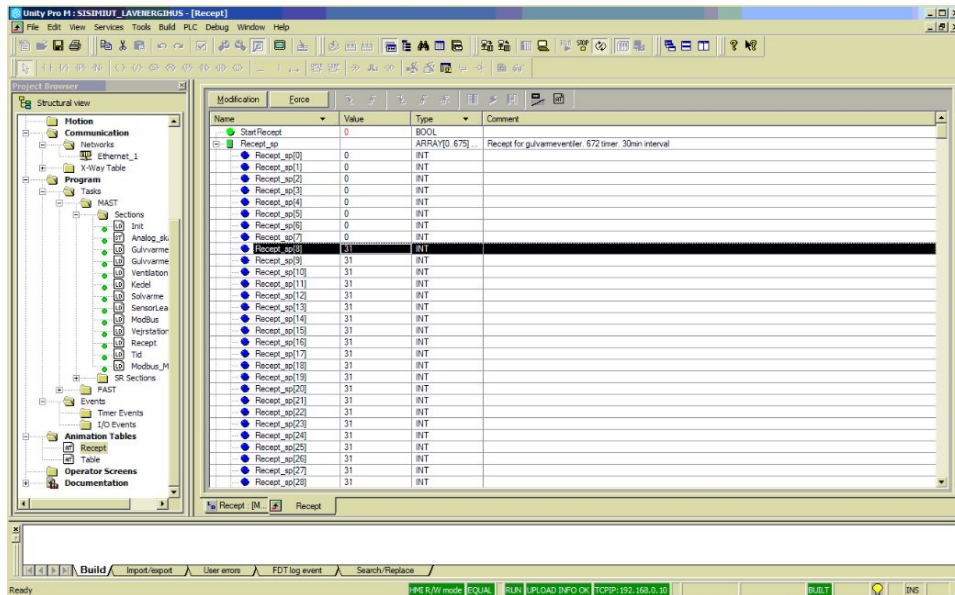 Unity Pro M : SISIMIUT_LAVENERGIHUS - [Recept]
File Edit View Services Tools Build PLC Debug Window Help
Project Browser
Structural view
Motion
Communication
Networks
Ethernet_1
X-Way Table
Program
Tasks
MAST
Sections
Init
Analog_sk
Gulvvarme
Gulvvarme
Ventilation
Kedel
Solvarme
SensorLea
ModBus
Vejrstation
Recept
Tid
Modbus_M
SR Sections
FAST
Events
Timer Events
I/O Events
Animation Tables
Recept
Table
Operator Screens
Documentation
Modification Force
Name Value Type Comment
StartRecept 0 BOOL
Recept_sp ARRAY[0..675] ... Recept for gulvarmeventiler. 672 timer. 30min interval
Recept_sp[0] 0 INT
Recept_sp[1] 0 INT
Recept_sp[2] 0 INT
Recept_sp[3] 0 INT
Recept_sp[4] 0 INT
Recept_sp[5] 0 INT
Recept_sp[6] 0 INT
Recept_sp[7] 0 INT
Recept_sp[8] 31 INT
Recept_sp[9] 31 INT
Recept_sp[10] 31 INT
Recept_sp[11] 31 INT
Recept_sp[12] 31 INT
Recept_sp[13] 31 INT
Recept_sp[14] 31 INT
Recept_sp[15] 31 INT
Recept_sp[16] 31 INT
Recept_sp[17] 31 INT
Recept_sp[18] 31 INT
Recept_sp[19] 31 INT
Recept_sp[20] 31 INT
Recept_sp[21] 31 INT
Recept_sp[22] 31 INT
Recept_sp[23] 31 INT
Recept_sp[24] 31 INT
Recept_sp[25] 31 INT
Recept_sp[26] 31 INT
Recept_sp[27] 31 INT
Recept_sp[28] 31 INT
Recept : [M... Recept
Build Import/export User errors FDT log event Search/Replace
Ready HMI R/W mode EQUAL RUN UPLOAD INFO OK TCPIP:192.168.0.10 BUILT INS